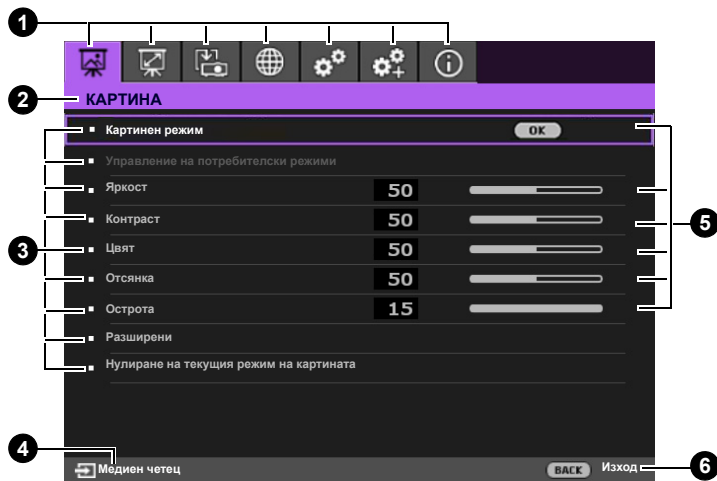 1
2
КАРТИНА
Картинен режим OK
Управление на потребителски режими
Яркост 50
Контраст 50
5
3
Цвят 50
Отсянка 50
Острота 15
Разширени
Нулиране на текущия режим на картината
4
Медиен четец
BACK Изход
6